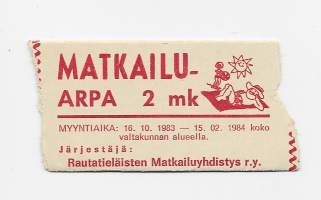 MATKAILU-
ARPA 2 mk
MYYNTIAIKA: 16. 10. 1983 — 15. 02. 1984 koko
valtakunnan alueella.
Järjestäjä:
Rautatieläisten Matkailuyhdistys r.y.